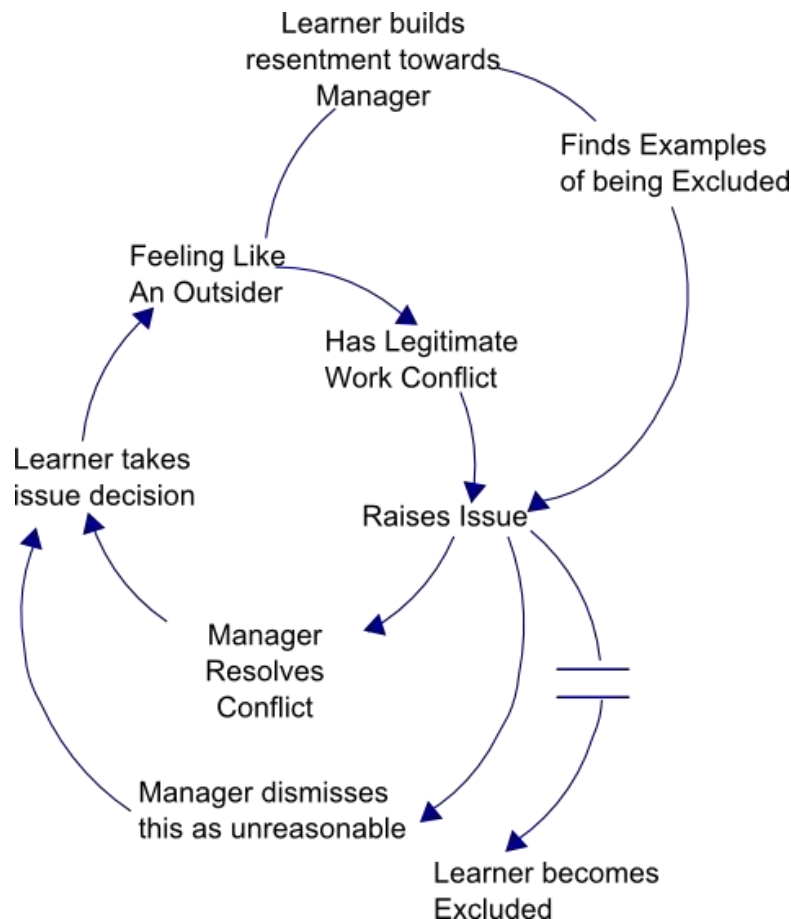 Learner builds
resentment towards
Manager
Finds Examples
of being Excluded
Feeling Like
An Outsider
Has Legitimate
Work Conflict
Learner takes
issue decision
Raises Issue
Manager
Resolves
Conflict
Manager dismisses
this as unreasonable
Learner becomes
Excluded